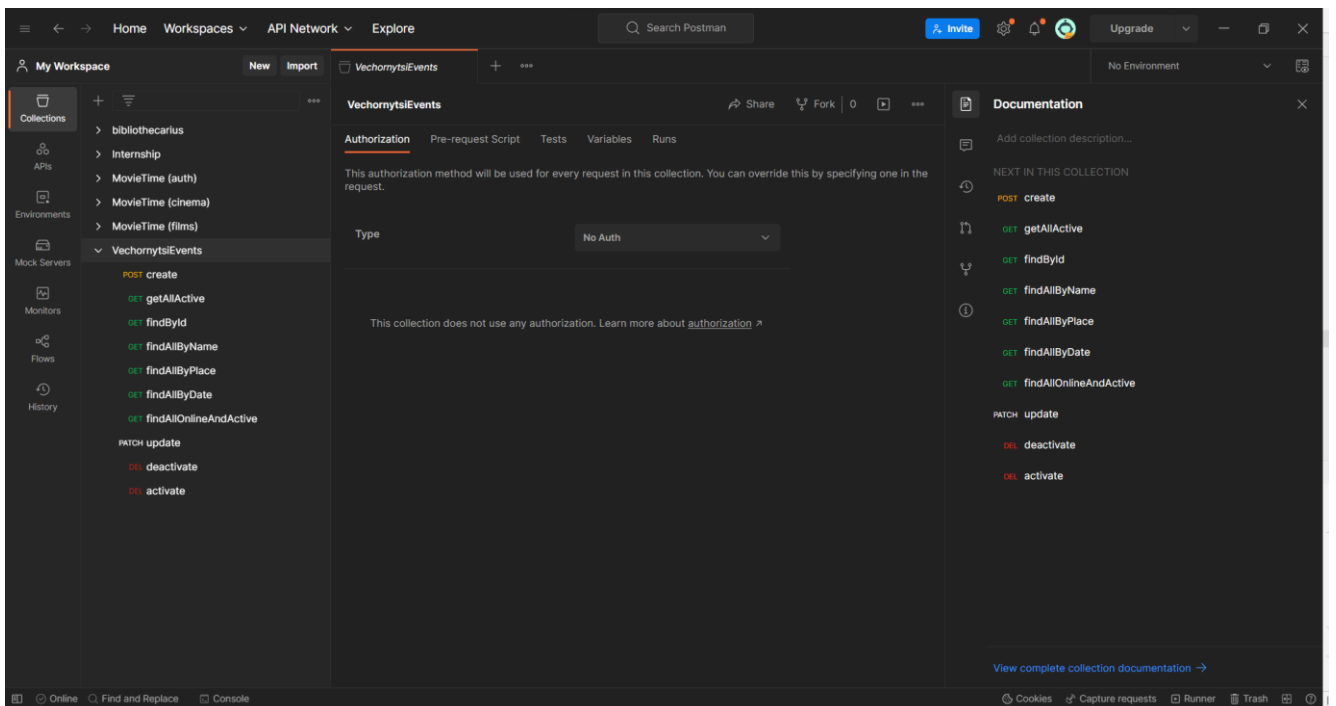 Home Workspaces API Network Explore Search Postman Invite Upgrade
My Workspace New Import VechornytsiEvents No Environment
Collections
APIs
Environments
Mock Servers
Monitors
Flows
History
bibliothecarius
Internship
MovieTime (auth)
MovieTime (cinema)
MovieTime (films)
VechornytsiEvents
POST create
GET getAllActive
GET findById
GET findAllByName
GET findAllByPlace
GET findAllByDate
GET findAllOnlineAndActive
PATCH update
DEL deactivate
DEL activate
VechornytsiEvents Share Fork 0
Authorization Pre-request Script Tests Variables Runs
This authorization method will be used for every request in this collection. You can override this by specifying one in the
request.
Type No Auth
This collection does not use any authorization. Learn more about authorization
Documentation
Add collection description...
NEXT IN THIS COLLECTION
POST create
GET getAllActive
GET findById
GET findAllByName
GET findAllByPlace
GET findAllByDate
GET findAllOnlineAndActive
PATCH update
DEL deactivate
DEL activate
View complete collection documentation
Online Find and Replace Console Cookies Capture requests Runner Trash